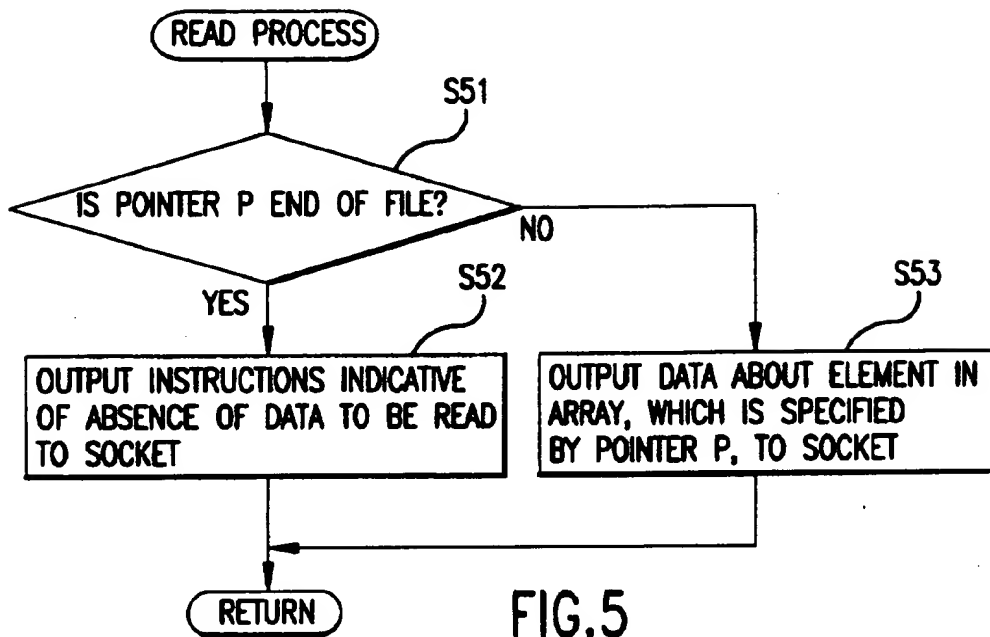 READ PROCESS
S51
IS POINTER P END OF FILE?
NO
YES
S52
S53
OUTPUT INSTRUCTIONS INDICATIVE
OF ABSENCE OF DATA TO BE READ
TO SOCKET
OUTPUT DATA ABOUT ELEMENT IN
ARRAY, WHICH IS SPECIFIED
BY POINTER P, TO SOCKET
RETURN
FIG.5